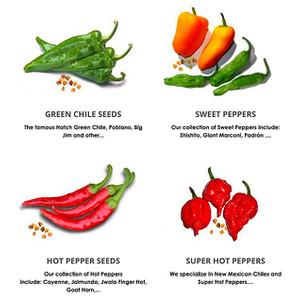 GREEN CHILE SEEDS
The famous Hatch Green Chile, Poblano, Big
Jim and other...
SWEET PEPPERS
Our collection of Sweet Peppers include:
Shishito, Giant Marconi, Padrón ,...
HOT PEPPER SEEDS
Our collection of Hot Peppers
include: Cayenne, Jalmundo, Jwala Finger Hot,
Goat Horn,...
SUPER HOT PEPPERS
We specialize in New Mexican Chiles and
Super Hot Peppers...